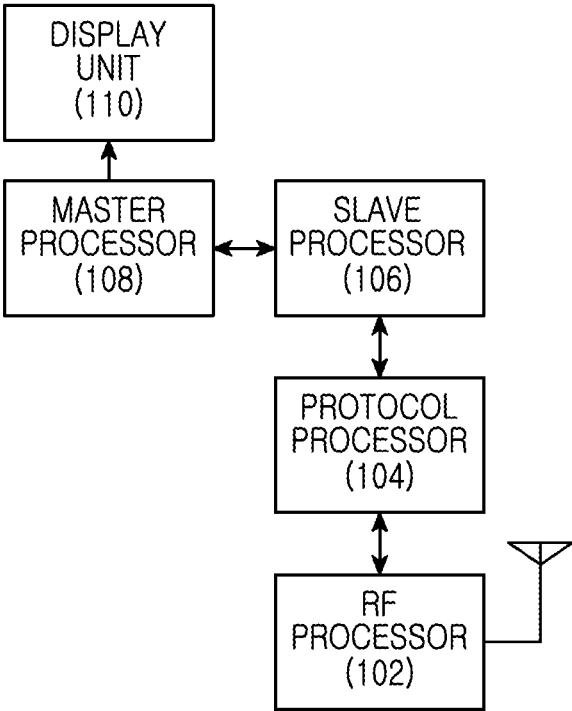 DISPLAY
UNIT
(110)
MASTER
PROCESSOR
(108)
SLAVE
PROCESSOR
(106)
PROTOCOL
PROCESSOR
(104)
RF
PROCESSOR
(102)